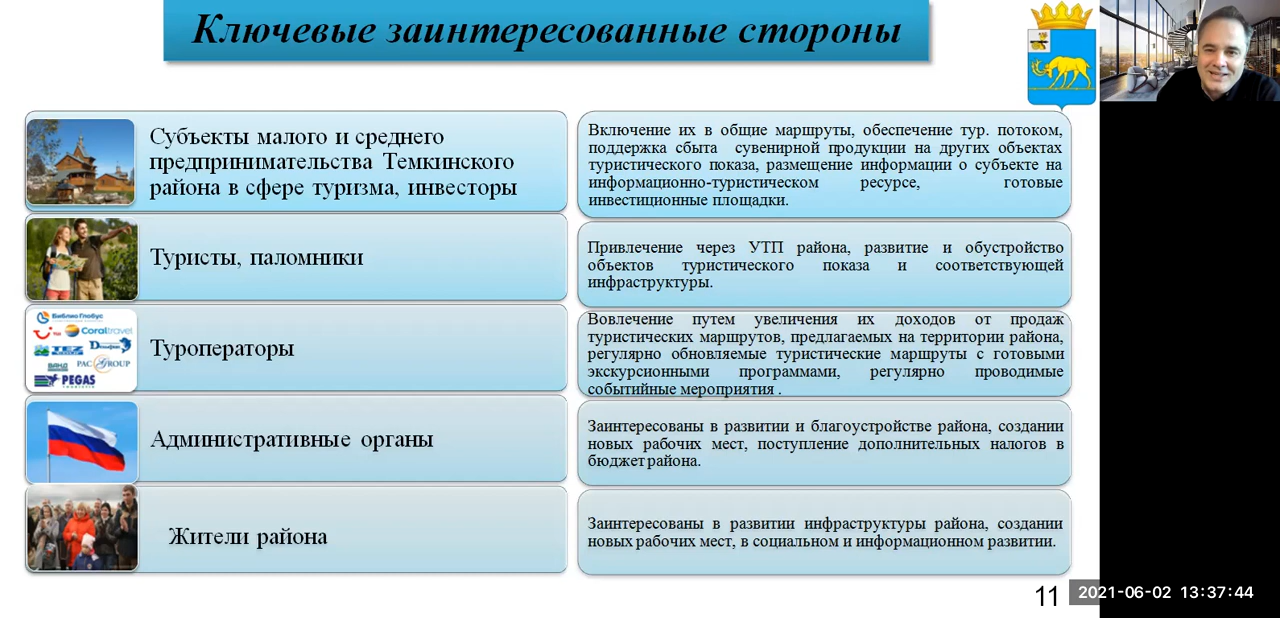 Ключевые заинтересованные стороны
Субъекты малого и среднего
предпринимательства Темкинского
района в сфере туризма, инвесторы
Включение их в общие маршруты, обеспечение тур. потоком,
поддержка сбыта сувенирной продукции на других объектах
туристического показа, размещение информации о субъекте на
информационно-туристическом ресурсе, готовые
инвестиционные площадки.
Туристы, паломники
Привлечение через УТП района, развитие и обустройство
объектов туристического показа и соответствующей
инфраструктуры.
Библио Глобус
TUI
Coral travel
TEZ TOUR
Дельфин
ВАНД
PAC GROUP
PEGAS
Туроператоры
Вовлечение путем увеличения их доходов от продаж
туристических маршрутов, предлагаемых на территории района,
регулярно обновляемые туристические маршруты с готовыми
экскурсионными программами, регулярно проводимые
событийные мероприятия .
Административные органы
Заинтересованы в развитии и благоустройстве района, создании
новых рабочих мест, поступление дополнительных налогов в
бюджет района.
Жители района
Заинтересованы в развитии инфраструктуры района, создании
новых рабочих мест, в социальном и информационном развитии.
11
2021-06-02 13:37:44